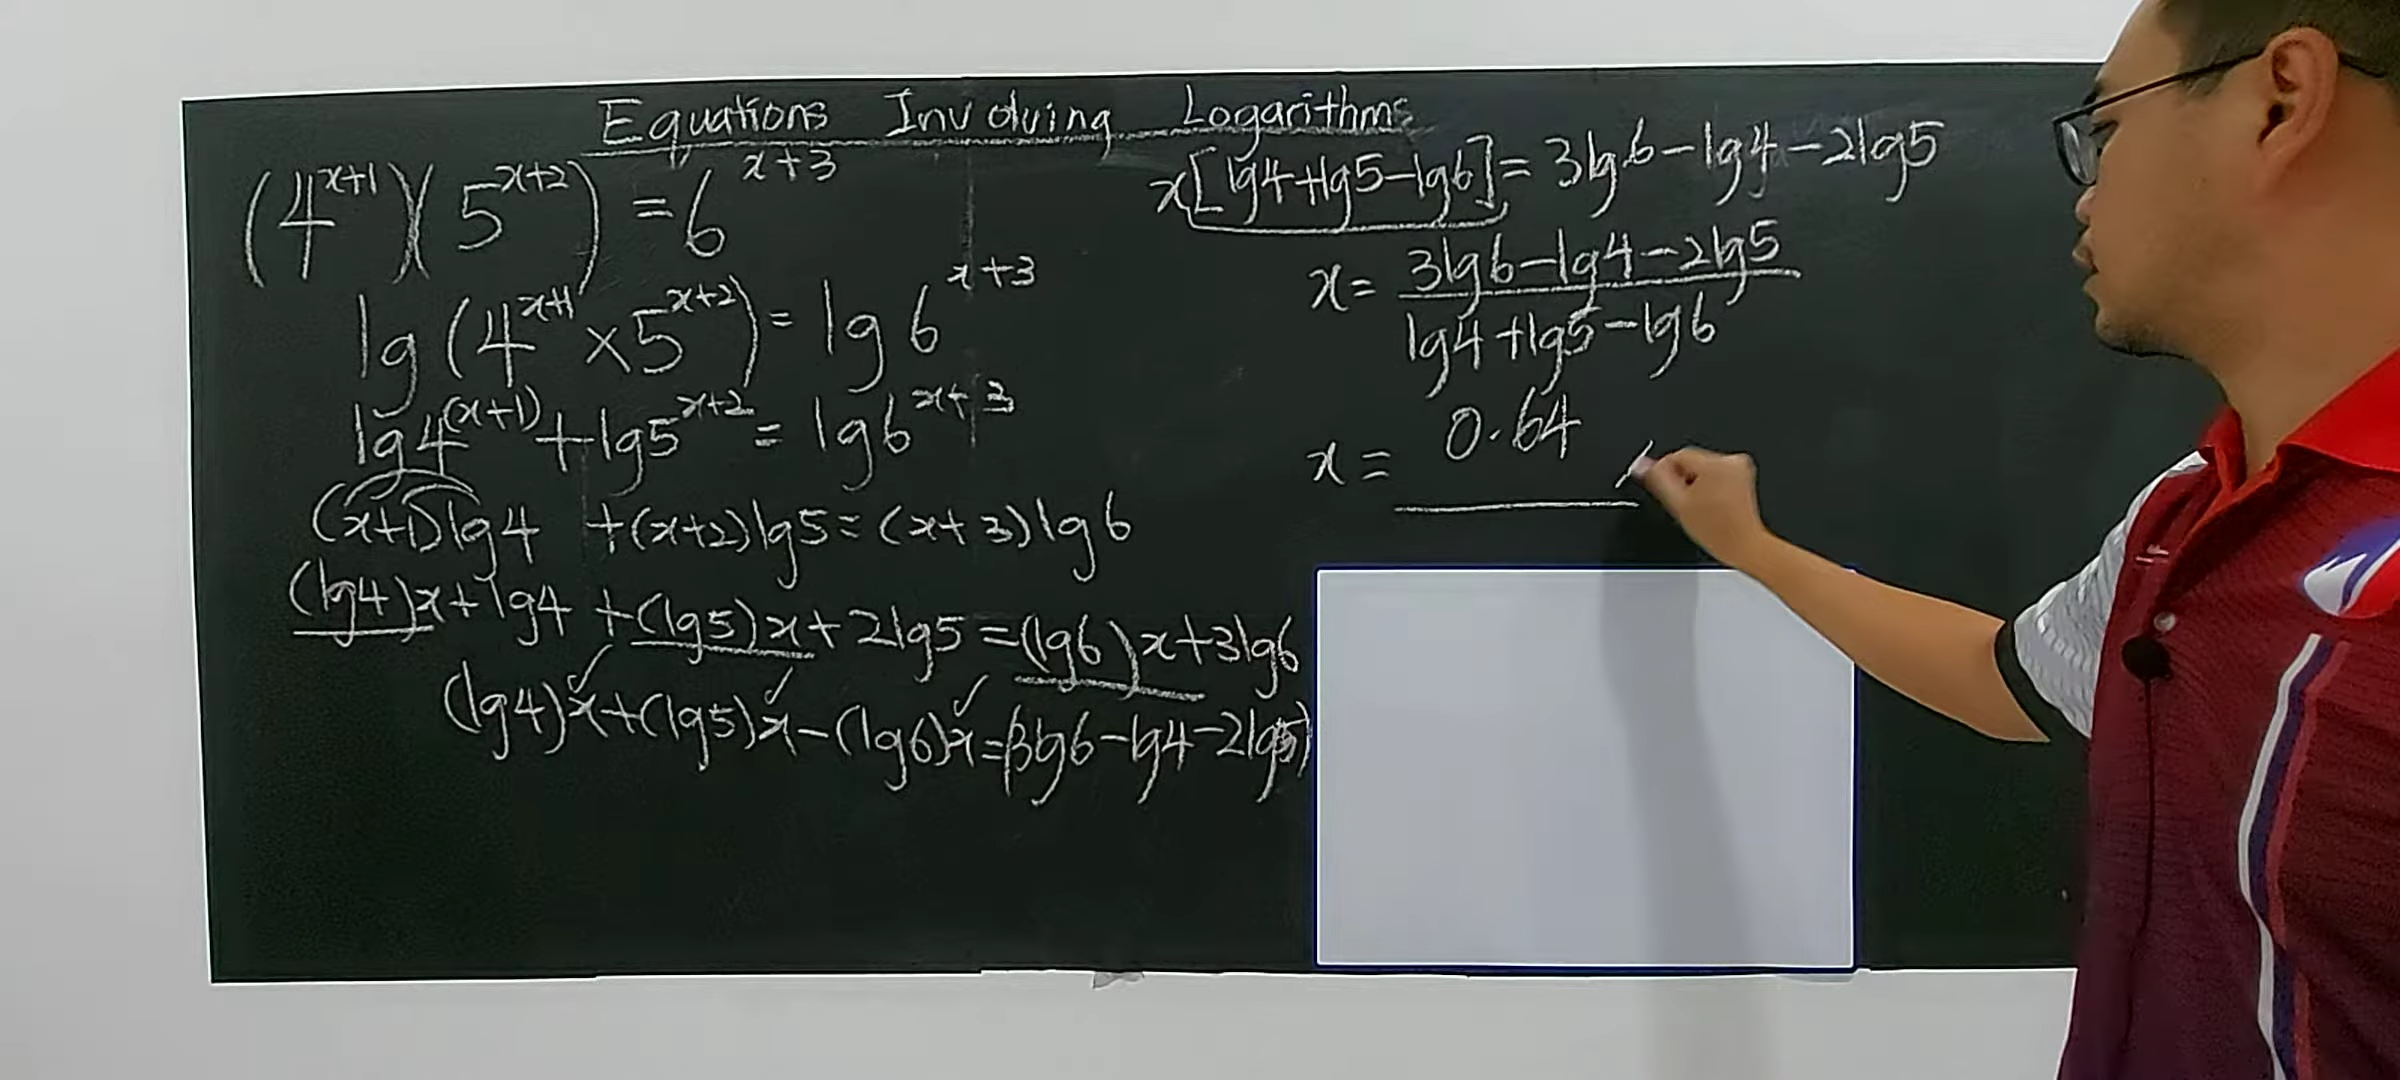 Equations Involving Logarithms
(4^{x+1})(5^{x+2}) = 6^{x+3}
lg(4^{x+1} × 5^{x+2}) = lg6^{x+3}
lg4^{(x+1)} + lg5^{x+2} = lg6^{x+3}
(x+1)lg4 + (x+2)lg5 = (x+3)lg6
(lg4)x + lg4 + (lg5)x + 2lg5 = (lg6)x + 3lg6
(lg4)x + (lg5)x - (lg6)x = (3lg6 - lg4 - 2lg5)
x[lg4 + lg5 - lg6] = 3lg6 - lg4 - 2lg5
x = \frac{3lg6 - lg4 - 2lg5}{lg4 + lg5 - lg6}
x = 0.64